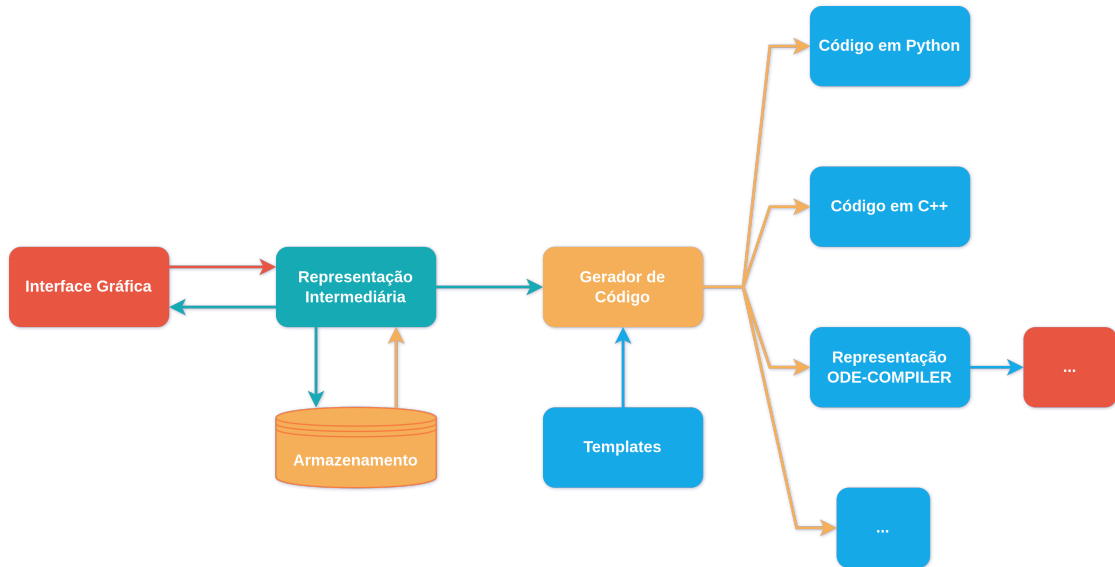 Código em Python
Código em C++
Interface Gráfica
Representação
Intermediária
Gerador de
Código
Representação
ODE-COMPILER
...
Armazenamento
Templates
...